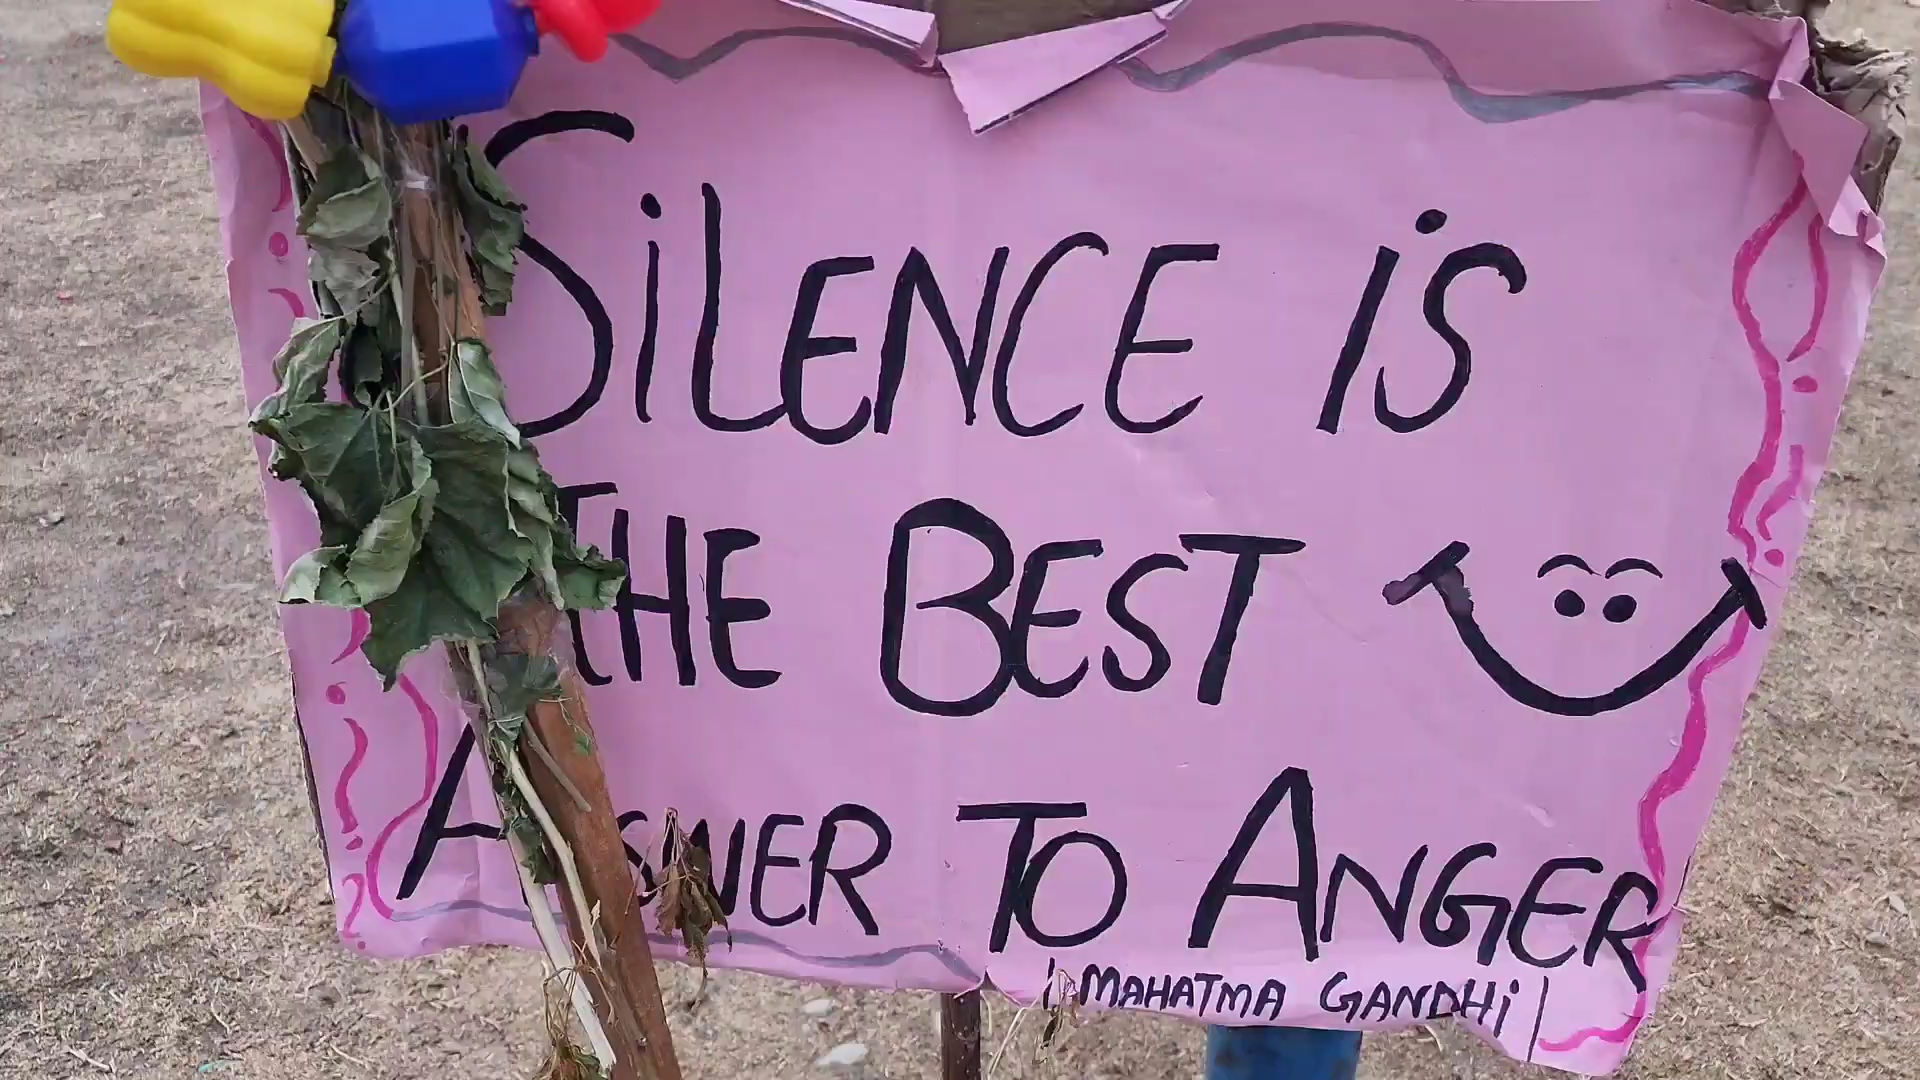 SiLENCE iS
THE BEST
ANSWER TO ANGER
| MAHATMA GANDHi |